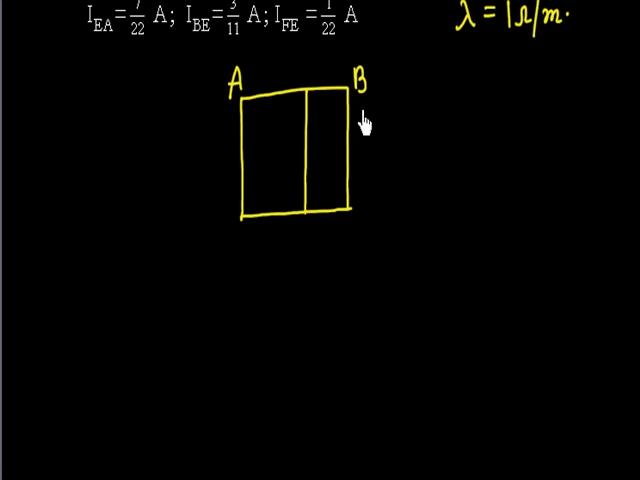 I_EA=7/22 A; I_BE=3/11 A; I_FE=1/22 A
λ = 1Ω/m.
A B